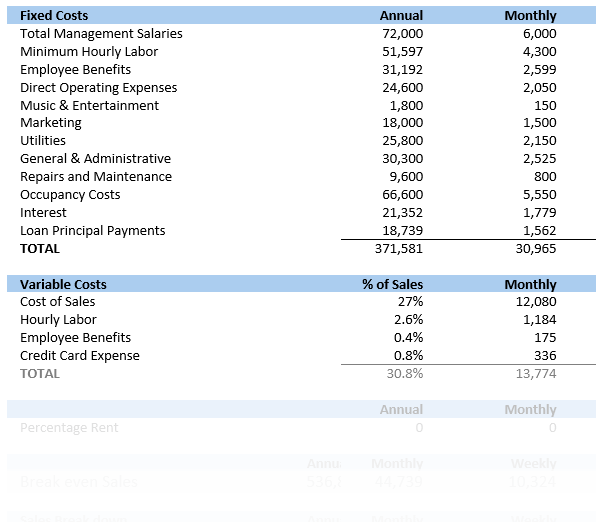 Fixed Costs Annual Monthly
Total Management Salaries 72,000 6,000
Minimum Hourly Labor 51,597 4,300
Employee Benefits 31,192 2,599
Direct Operating Expenses 24,600 2,050
Music & Entertainment 1,800 150
Marketing 18,000 1,500
Utilities 25,800 2,150
General & Administrative 30,300 2,525
Repairs and Maintenance 9,600 800
Occupancy Costs 66,600 5,550
Interest 21,352 1,779
Loan Principal Payments 18,739 1,562
TOTAL 371,581 30,965
Variable Costs % of Sales Monthly
Cost of Sales 27% 12,080
Hourly Labor 2.6% 1,184
Employee Benefits 0.4% 175
Credit Card Expense 0.8% 336
TOTAL 30.8% 13,774
Annual Monthly
Percentage Rent 0 0
Monthly Weekly
Break even Sales 44,739 10,324